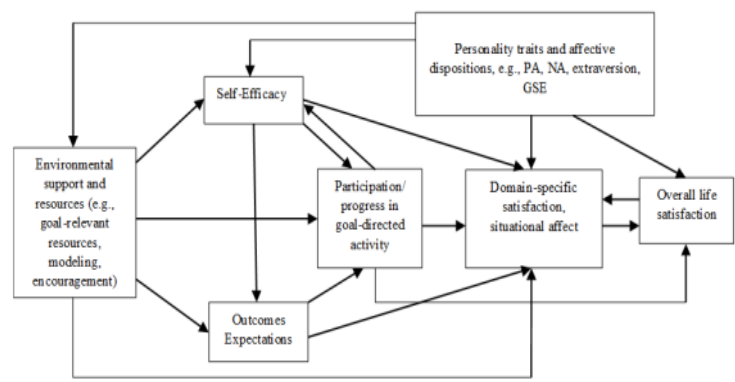 Personality traits and affective
dispositions, e.g., PA, NA, extraversion,
GSE
Self-Efficacy
Environmental
support and
resources (e.g.,
goal-relevant
resources,
modeling,
encouragement)
Participation/
progress in
goal-directed
activity
Domain-specific
satisfaction,
situational affect
Overall life
satisfaction
Outcomes
Expectations